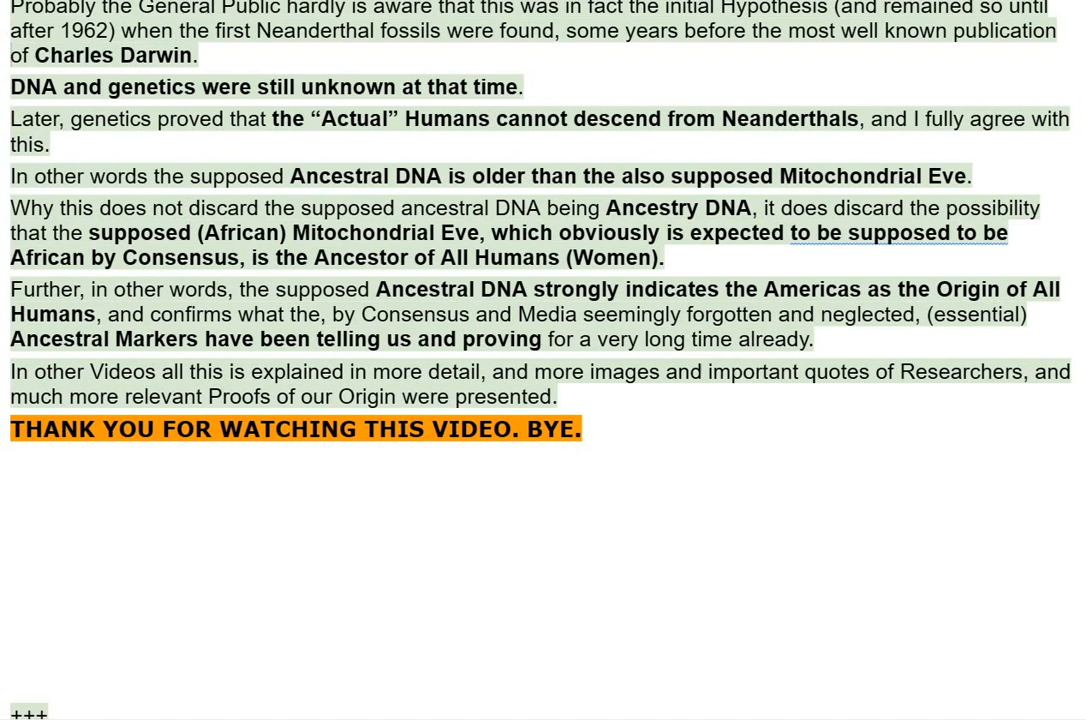 Probably the General Public hardly is aware that this was in fact the initial Hypothesis (and remained so until
after 1962) when the first Neanderthal fossils were found, some years before the most well known publication
of Charles Darwin.
DNA and genetics were still unknown at that time.
Later, genetics proved that the “Actual” Humans cannot descend from Neanderthals, and I fully agree with
this.
In other words the supposed Ancestral DNA is older than the also supposed Mitochondrial Eve.
Why this does not discard the supposed ancestral DNA being Ancestry DNA, it does discard the possibility
that the supposed (African) Mitochondrial Eve, which obviously is expected to be supposed to be
African by Consensus, is the Ancestor of All Humans (Women).
Further, in other words, the supposed Ancestral DNA strongly indicates the Americas as the Origin of All
Humans, and confirms what the, by Consensus and Media seemingly forgotten and neglected, (essential)
Ancestral Markers have been telling us and proving for a very long time already.
In other Videos all this is explained in more detail, and more images and important quotes of Researchers, and
much more relevant Proofs of our Origin were presented.
THANK YOU FOR WATCHING THIS VIDEO. BYE.
+++